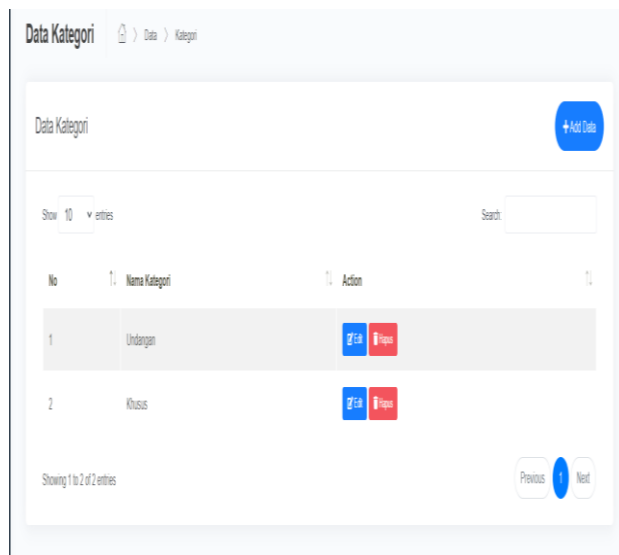 Data Kategori > Data > Kategori
Data Kategori +Add Data
Show 10 entries Search:
No Nama Kategori Action
1 Undangan Edit Hapus
2 Khusus Edit Hapus
Showing 1 to 2 of 2 entries Previous 1 Next